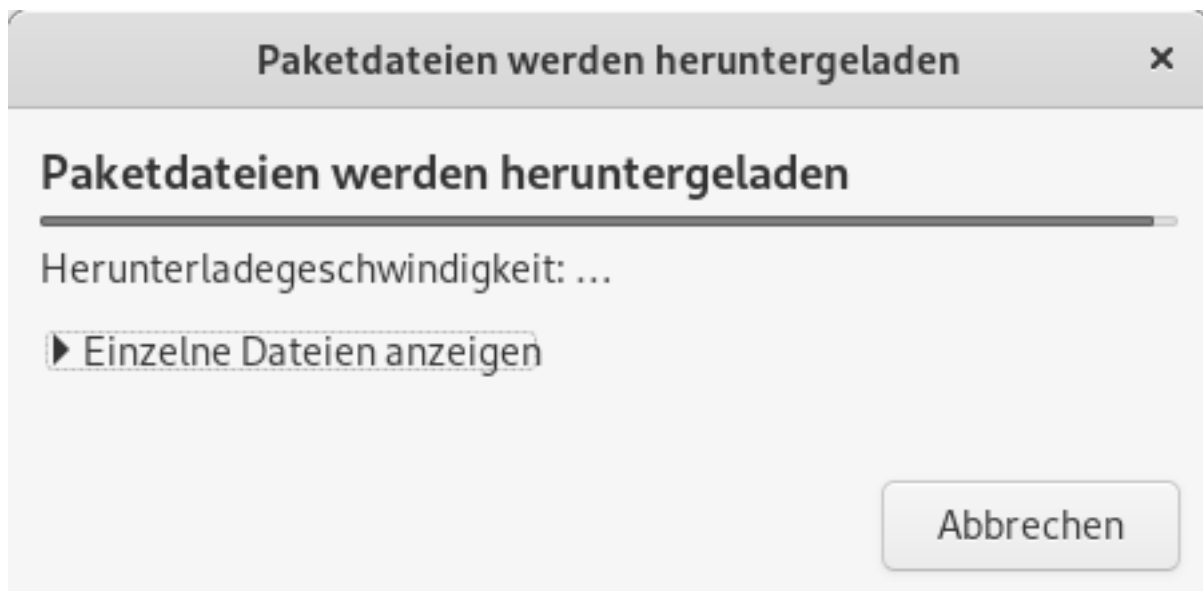 Paketdateien werden heruntergeladen ×
Paketdateien werden heruntergeladen
Herunterladegeschwindigkeit: ...
Einzelne Dateien anzeigen
Abbrechen